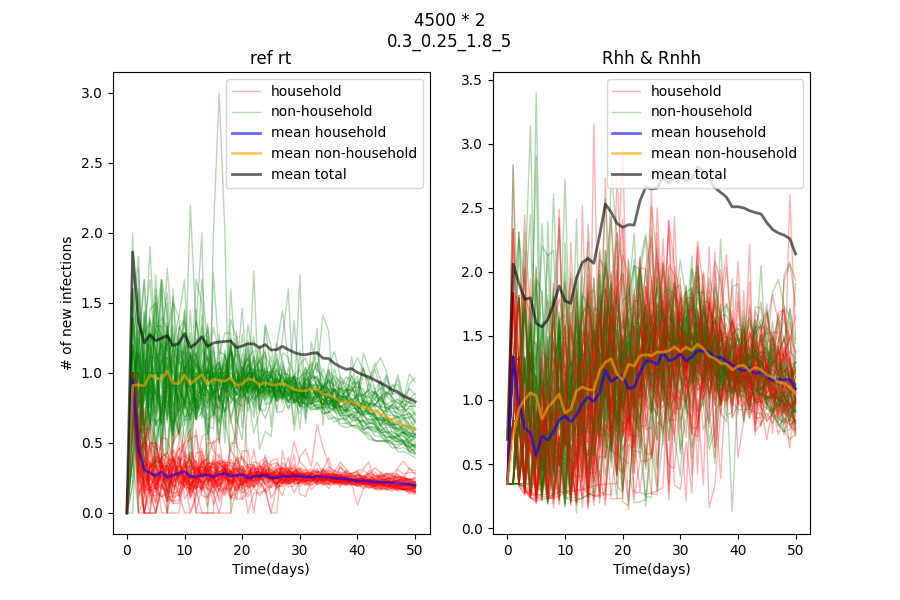 4500 * 2
0.3_0.25_1.8_5
ref rt
# of new infections
3.0
2.5
2.0
1.5
1.0
0.5
0.0
household
non-household
mean household
mean non-household
mean total
0 10 20 30 40 50
Time(days)
Rhh & Rnhh
3.5
3.0
2.5
2.0
1.5
1.0
0.5
0.0
household
non-household
mean household
mean non-household
mean total
0 10 20 30 40 50
Time(days)